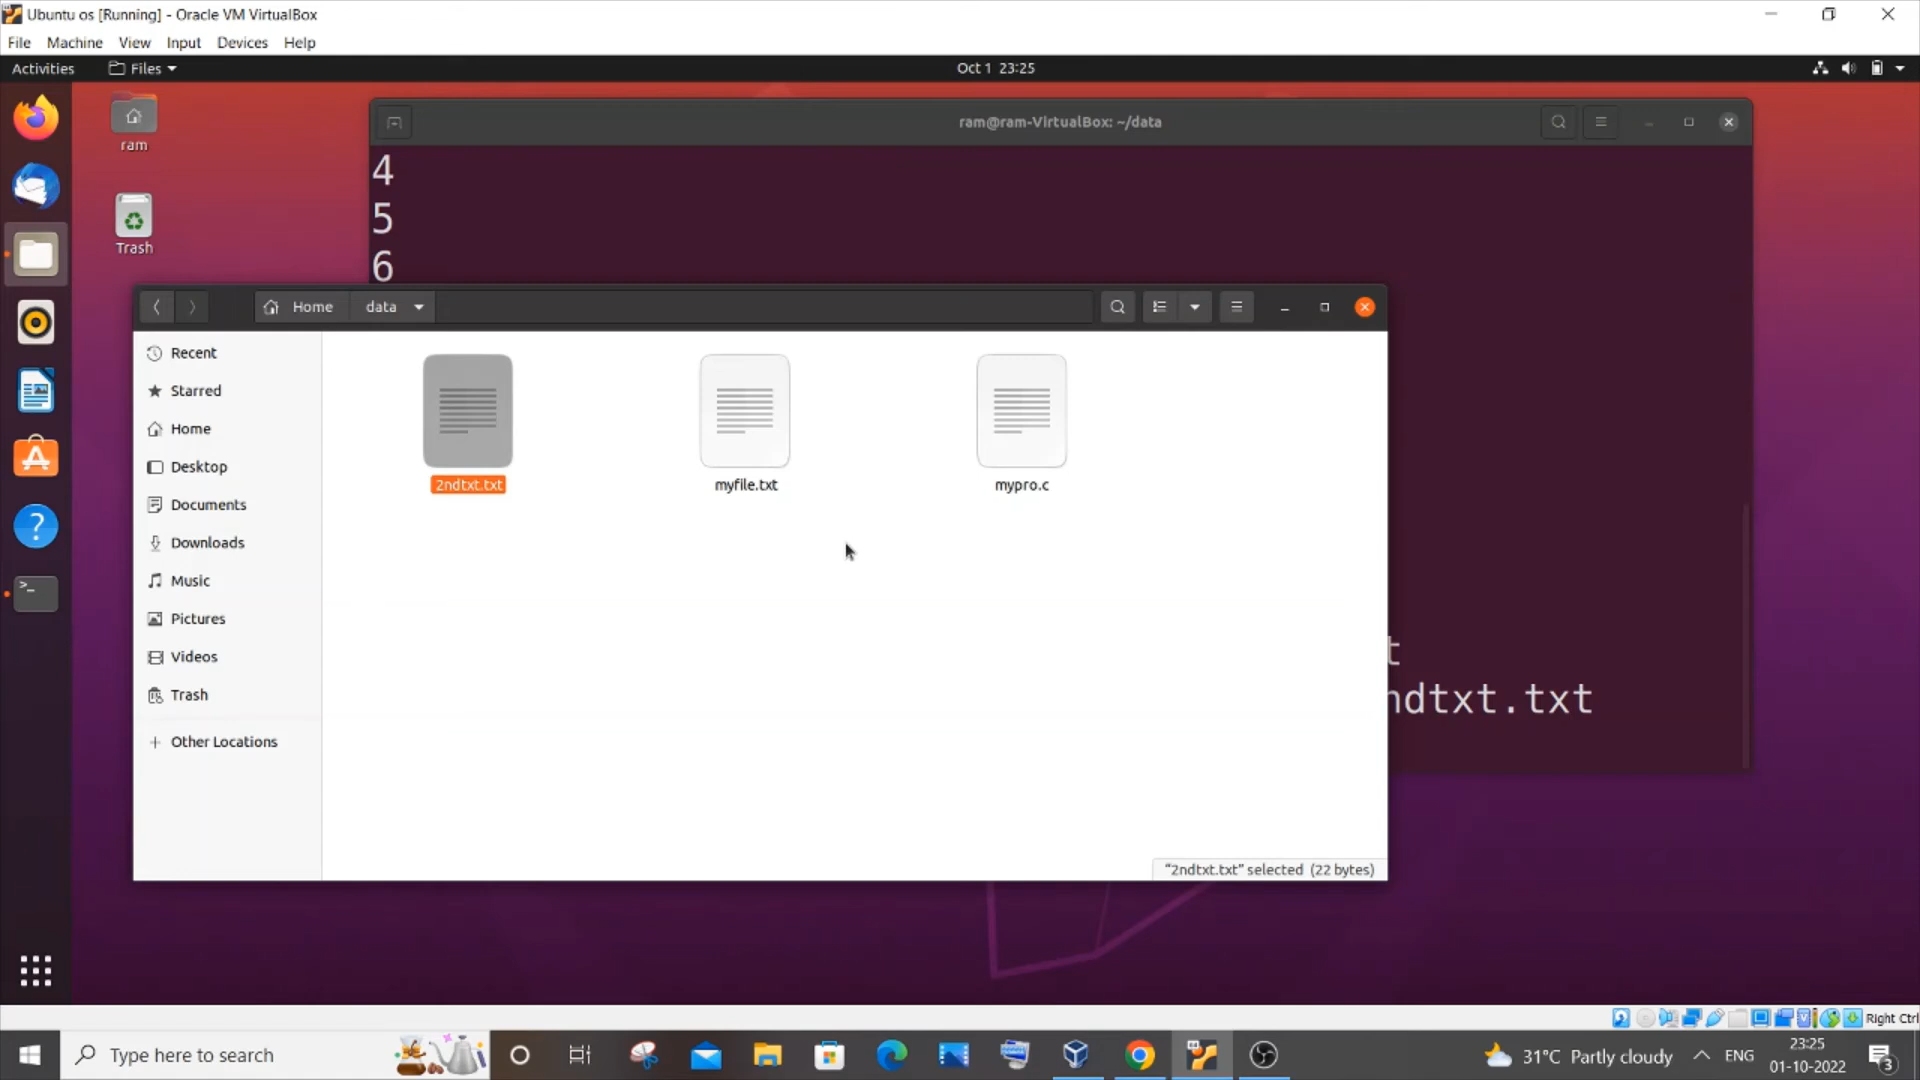 Ubuntu os [Running] - Oracle VM VirtualBox
File Machine View Input Devices Help
Activities Files Oct 1 23:25
ram
Trash
ram@ram-VirtualBox: ~/data
4
5
6
t
ndtxt.txt
Home data
Recent
Starred
Home
Desktop
Documents
Downloads
Music
Pictures
Videos
Trash
+ Other Locations
2ndtxt.txt myfile.txt mypro.c
“2ndtxt.txt” selected (22 bytes)
Right Ctrl
Type here to search
31°C Partly cloudy ENG
23:25
01-10-2022
3